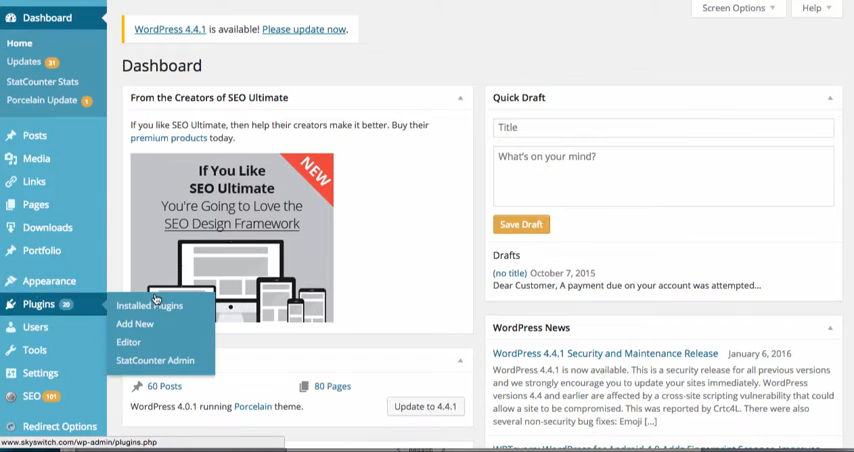 Dashboard
Home
Updates 31
StatCounter Stats
Porcelain Update 1
Posts
Media
Links
Pages
Downloads
Portfolio
Appearance
Plugins 20
Users
Tools
Settings
SEO 101
Redirect Options
Installed Plugins
Add New
Editor
StatCounter Admin
www.skyswitch.com/wp-admin/plugins.php
Screen Options
Help
WordPress 4.4.1 is available! Please update now.
Dashboard
From the Creators of SEO Ultimate
If you like SEO Ultimate, then help their creators make it better. Buy their
premium products today.
NEW
If You Like
SEO Ultimate
You're Going to Love the
SEO Design Framework
60 Posts
80 Pages
WordPress 4.0.1 running Porcelain theme.
Update to 4.4.1
Quick Draft
Title
What's on your mind?
Save Draft
Drafts
(no title) October 7, 2015
Dear Customer, A payment due on your account was attempted...
WordPress News
WordPress 4.4.1 Security and Maintenance Release January 6, 2016
WordPress 4.4.1 is now available. This is a security release for all previous versions
and we strongly encourage you to update your sites immediately. WordPress
versions 4.4 and earlier are affected by a cross-site scripting vulnerability that could
allow a site to be compromised. This was reported by Crtc4L. There were also
several non-security bug fixes: Emoji [...]